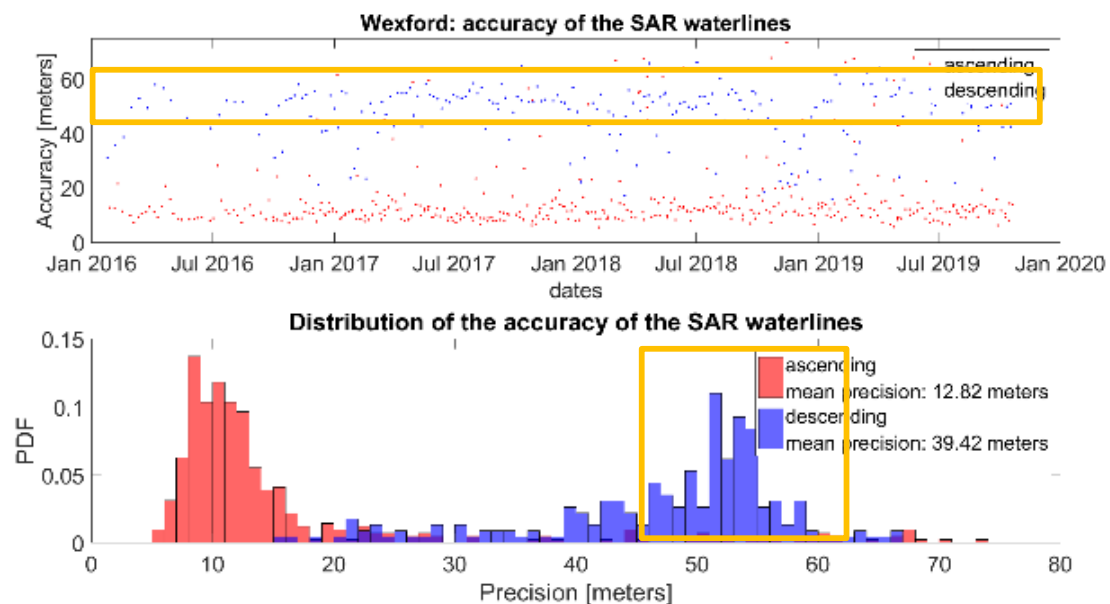 Wexford: accuracy of the SAR waterlines
Accuracy [meters]
60
40
20
0
ascending
descending
Jan 2016 Jul 2016 Jan 2017 Jul 2017 Jan 2018 Jul 2018 Jan 2019 Jul 2019 Jan 2020
dates
Distribution of the accuracy of the SAR waterlines
PDF
0.15
0.1
0.05
0
ascending
mean precision: 12.82 meters
descending
mean precision: 39.42 meters
0 10 20 30 40 50 60 70 80
Precision [meters]